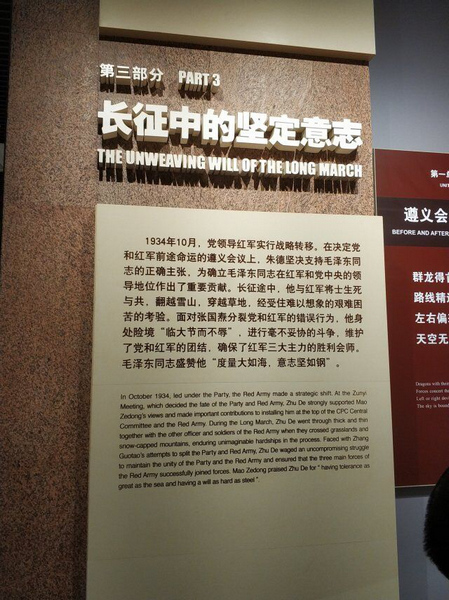 第三部分 PART 3
长征中的坚定意志
THE UNWEAVING WILL OF THE LONG MARCH
1934年10月，党领导红军实行战略转移。在决定党
和红军前途命运的遵义会议上，朱德坚决支持毛泽东同
志的正确主张，为确立毛泽东同志在红军和党中央的领
导地位作出了重要贡献。长征途中，他与红军将士生死
与共，翻越雪山，穿越草地，经受住难以想象的艰难困
苦的考验。面对张国焘分裂党和红军的错误行为，他身
处险境“临大节而不辱”，进行毫不妥协的斗争，维护
了党和红军的团结，确保了红军三大主力的胜利会师。
毛泽东同志盛赞他“度量大如海，意志坚如钢”。
In October 1934, led under the Party, the Red Army made a strategic shift. At the Zunyi
Meeting, which decided the fate of the Party and Red Army, Zhu De strongly supported Mao
Zedong's views and made important contributions to installing him at the top of the CPC Central
Committee and the Red Army. During the Long March, Zhu De went through thick and thin
together with the other officer and soldiers of the Red Army when they crossed grasslands and
snow-capped mountains, enduring unimaginable hardships in the process. Faced with Zhang
Guotao's attempts to split the Party and Red Army, Zhu De waged an uncompromising struggle
to maintain the unity of the Party and the Red Army and ensured that the three main forces of
the Red Army successfully joined forces. Mao Zedong praised Zhu De for " having tolerance as
great as the sea and having a will as hard as steel."
第一
UNIT
遵义会
BEFORE AND AFTER
群龙得
路线精
左右偏
天空无